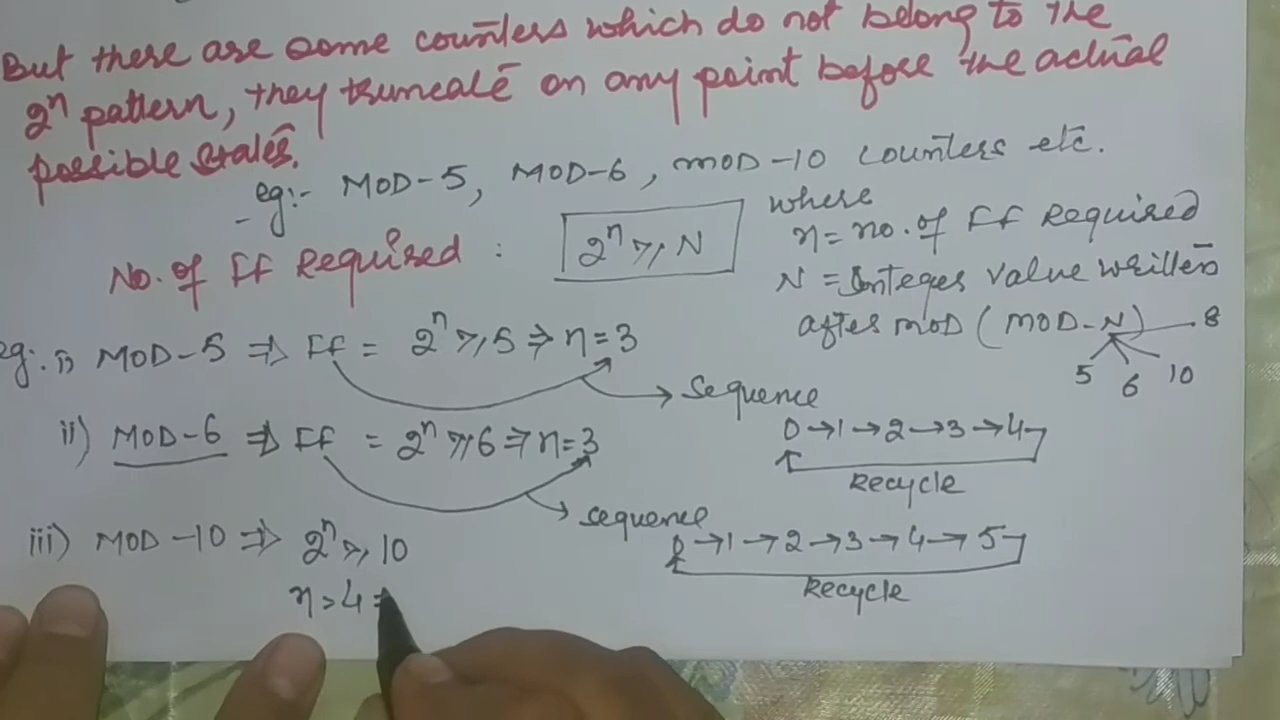 But there are some counters which do not belong to the
2ⁿ pattern, they truncate on any point before the actual
possible states.
eg:- MOD-5, MOD-6, MOD-10 counters etc.
No. of FF Required : 2ⁿ ≥ N
where
n = no. of FF Required
N = Integer value written
after MOD (MOD-N) 8
5 6 10
eg:. i) MOD-5 ⇒ FF = 2ⁿ ≥ 5 ⇒ n=3
Sequence
0→1→2→3→4
Recycle
ii) MOD-6 ⇒ FF = 2ⁿ ≥ 6 ⇒ n=3
sequence
0→1→2→3→4→5
Recycle
iii) MOD-10 ⇒ 2ⁿ ≥ 10
n > 4 =